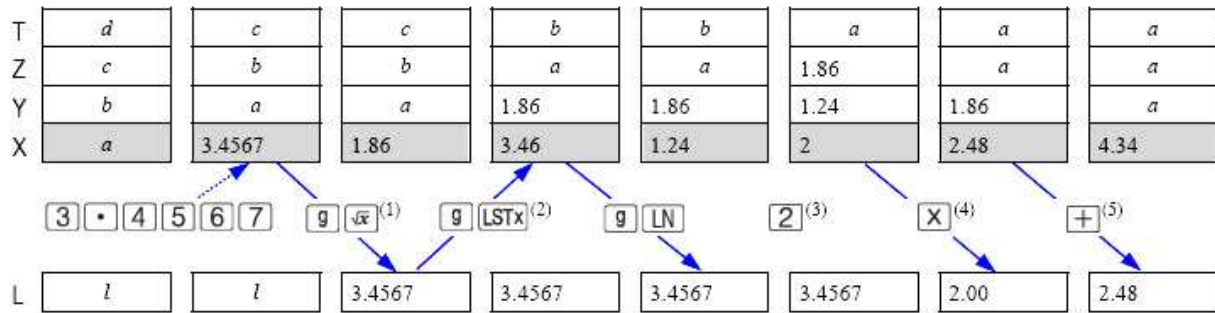 T d c c b b a a a
Z c b b a a 1.86 a a
Y b a a 1.86 1.86 1.24 1.86 a
X a 3.4567 1.86 3.46 1.24 2 2.48 4.34
3 · 4 5 6 7 g √x (1) g LSTx (2) g LN 2 (3) X (4) + (5)
L l l 3.4567 3.4567 3.4567 3.4567 2.00 2.48